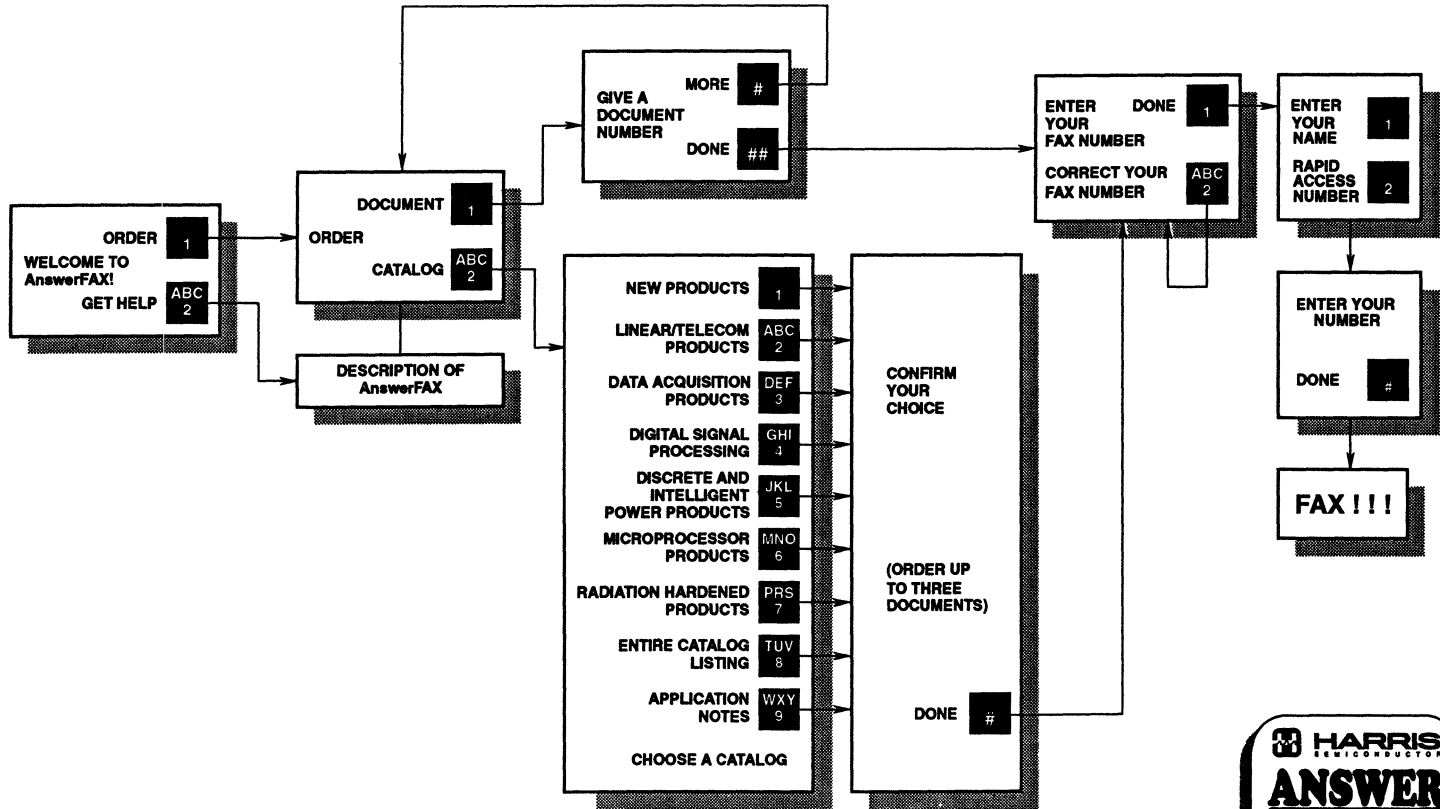 ORDER
1
WELCOME TO
AnswerFAX!
GET HELP
ABC
2
DOCUMENT
1
ORDER
CATALOG
ABC
2
DESCRIPTION OF
AnswerFAX
GIVE A
DOCUMENT
NUMBER
MORE
#
DONE
##
NEW PRODUCTS
1
LINEAR/TELECOM
PRODUCTS
ABC
2
DATA ACQUISITION
PRODUCTS
DEF
3
DIGITAL SIGNAL
PROCESSING
GHI
4
DISCRETE AND
INTELLIGENT
POWER PRODUCTS
JKL
5
MICROPROCESSOR
PRODUCTS
MNO
6
RADIATION HARDENED
PRODUCTS
PRS
7
ENTIRE CATALOG
LISTING
TUV
8
APPLICATION
NOTES
WXY
9
CHOOSE A CATALOG
CONFIRM
YOUR
CHOICE
(ORDER UP
TO THREE
DOCUMENTS)
DONE
#
ENTER
YOUR
FAX NUMBER
DONE
1
CORRECT YOUR
FAX NUMBER
ABC
2
ENTER
YOUR
NAME
1
RAPID
ACCESS
NUMBER
2
ENTER YOUR
NUMBER
DONE
#
FAX ! ! !
HARRIS
SEMICONDUCTOR
ANSWER